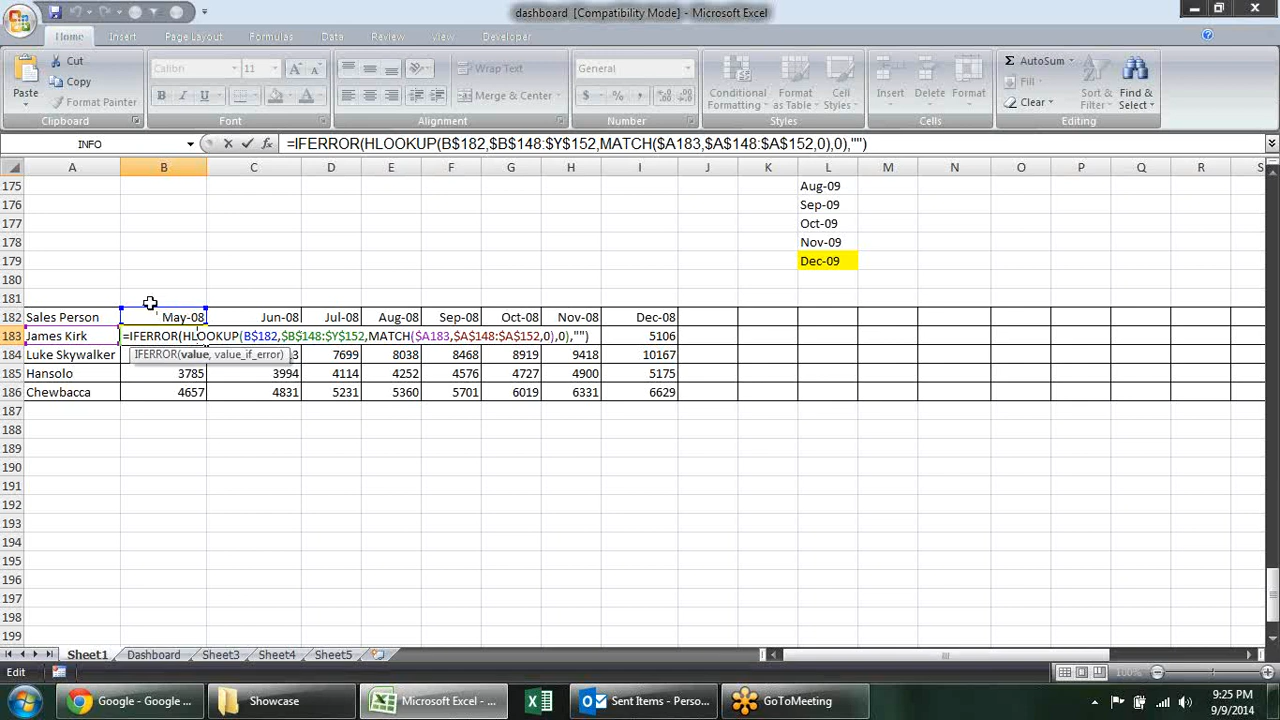 dashboard [Compatibility Mode] - Microsoft Excel
Home Insert Page Layout Formulas Data Review View Developer
Paste Cut Copy Format Painter Clipboard
Calibri 11 B I U A Font
Wrap Text Merge & Center Alignment
General $ % , Number
Conditional Formatting Format as Table Cell Styles Styles
Insert Delete Format Cells
AutoSum Fill Clear Sort & Filter Find & Select Editing
INFO =IFERROR(HLOOKUP(B$182,$B$148:$Y$152,MATCH($A183,$A$148:$A$152,0),0),"")
A B C D E F G H I J K L M N O P Q R S
175 Aug-09
176 Sep-09
177 Oct-09
178 Nov-09
179 Dec-09
180
181
182 Sales Person May-08 Jun-08 Jul-08 Aug-08 Sep-08 Oct-08 Nov-08 Dec-08
183 James Kirk =IFERROR(HLOOKUP(B$182,$B$148:$Y$152,MATCH($A183,$A$148:$A$152,0),0),"") 5106
IFERROR(value, value_if_error)
184 Luke Skywalker 3 7699 8038 8468 8919 9418 10167
185 Hansolo 3785 3994 4114 4252 4576 4727 4900 5175
186 Chewbacca 4657 4831 5231 5360 5701 6019 6331 6629
187
188
189
190
191
192
193
194
195
196
197
198
199
Sheet1 Dashboard Sheet3 Sheet4 Sheet5
Edit 100%
Google - Google ... Showcase Microsoft Excel - ... Sent Items - Perso... GoToMeeting
9:25 PM
9/9/2014